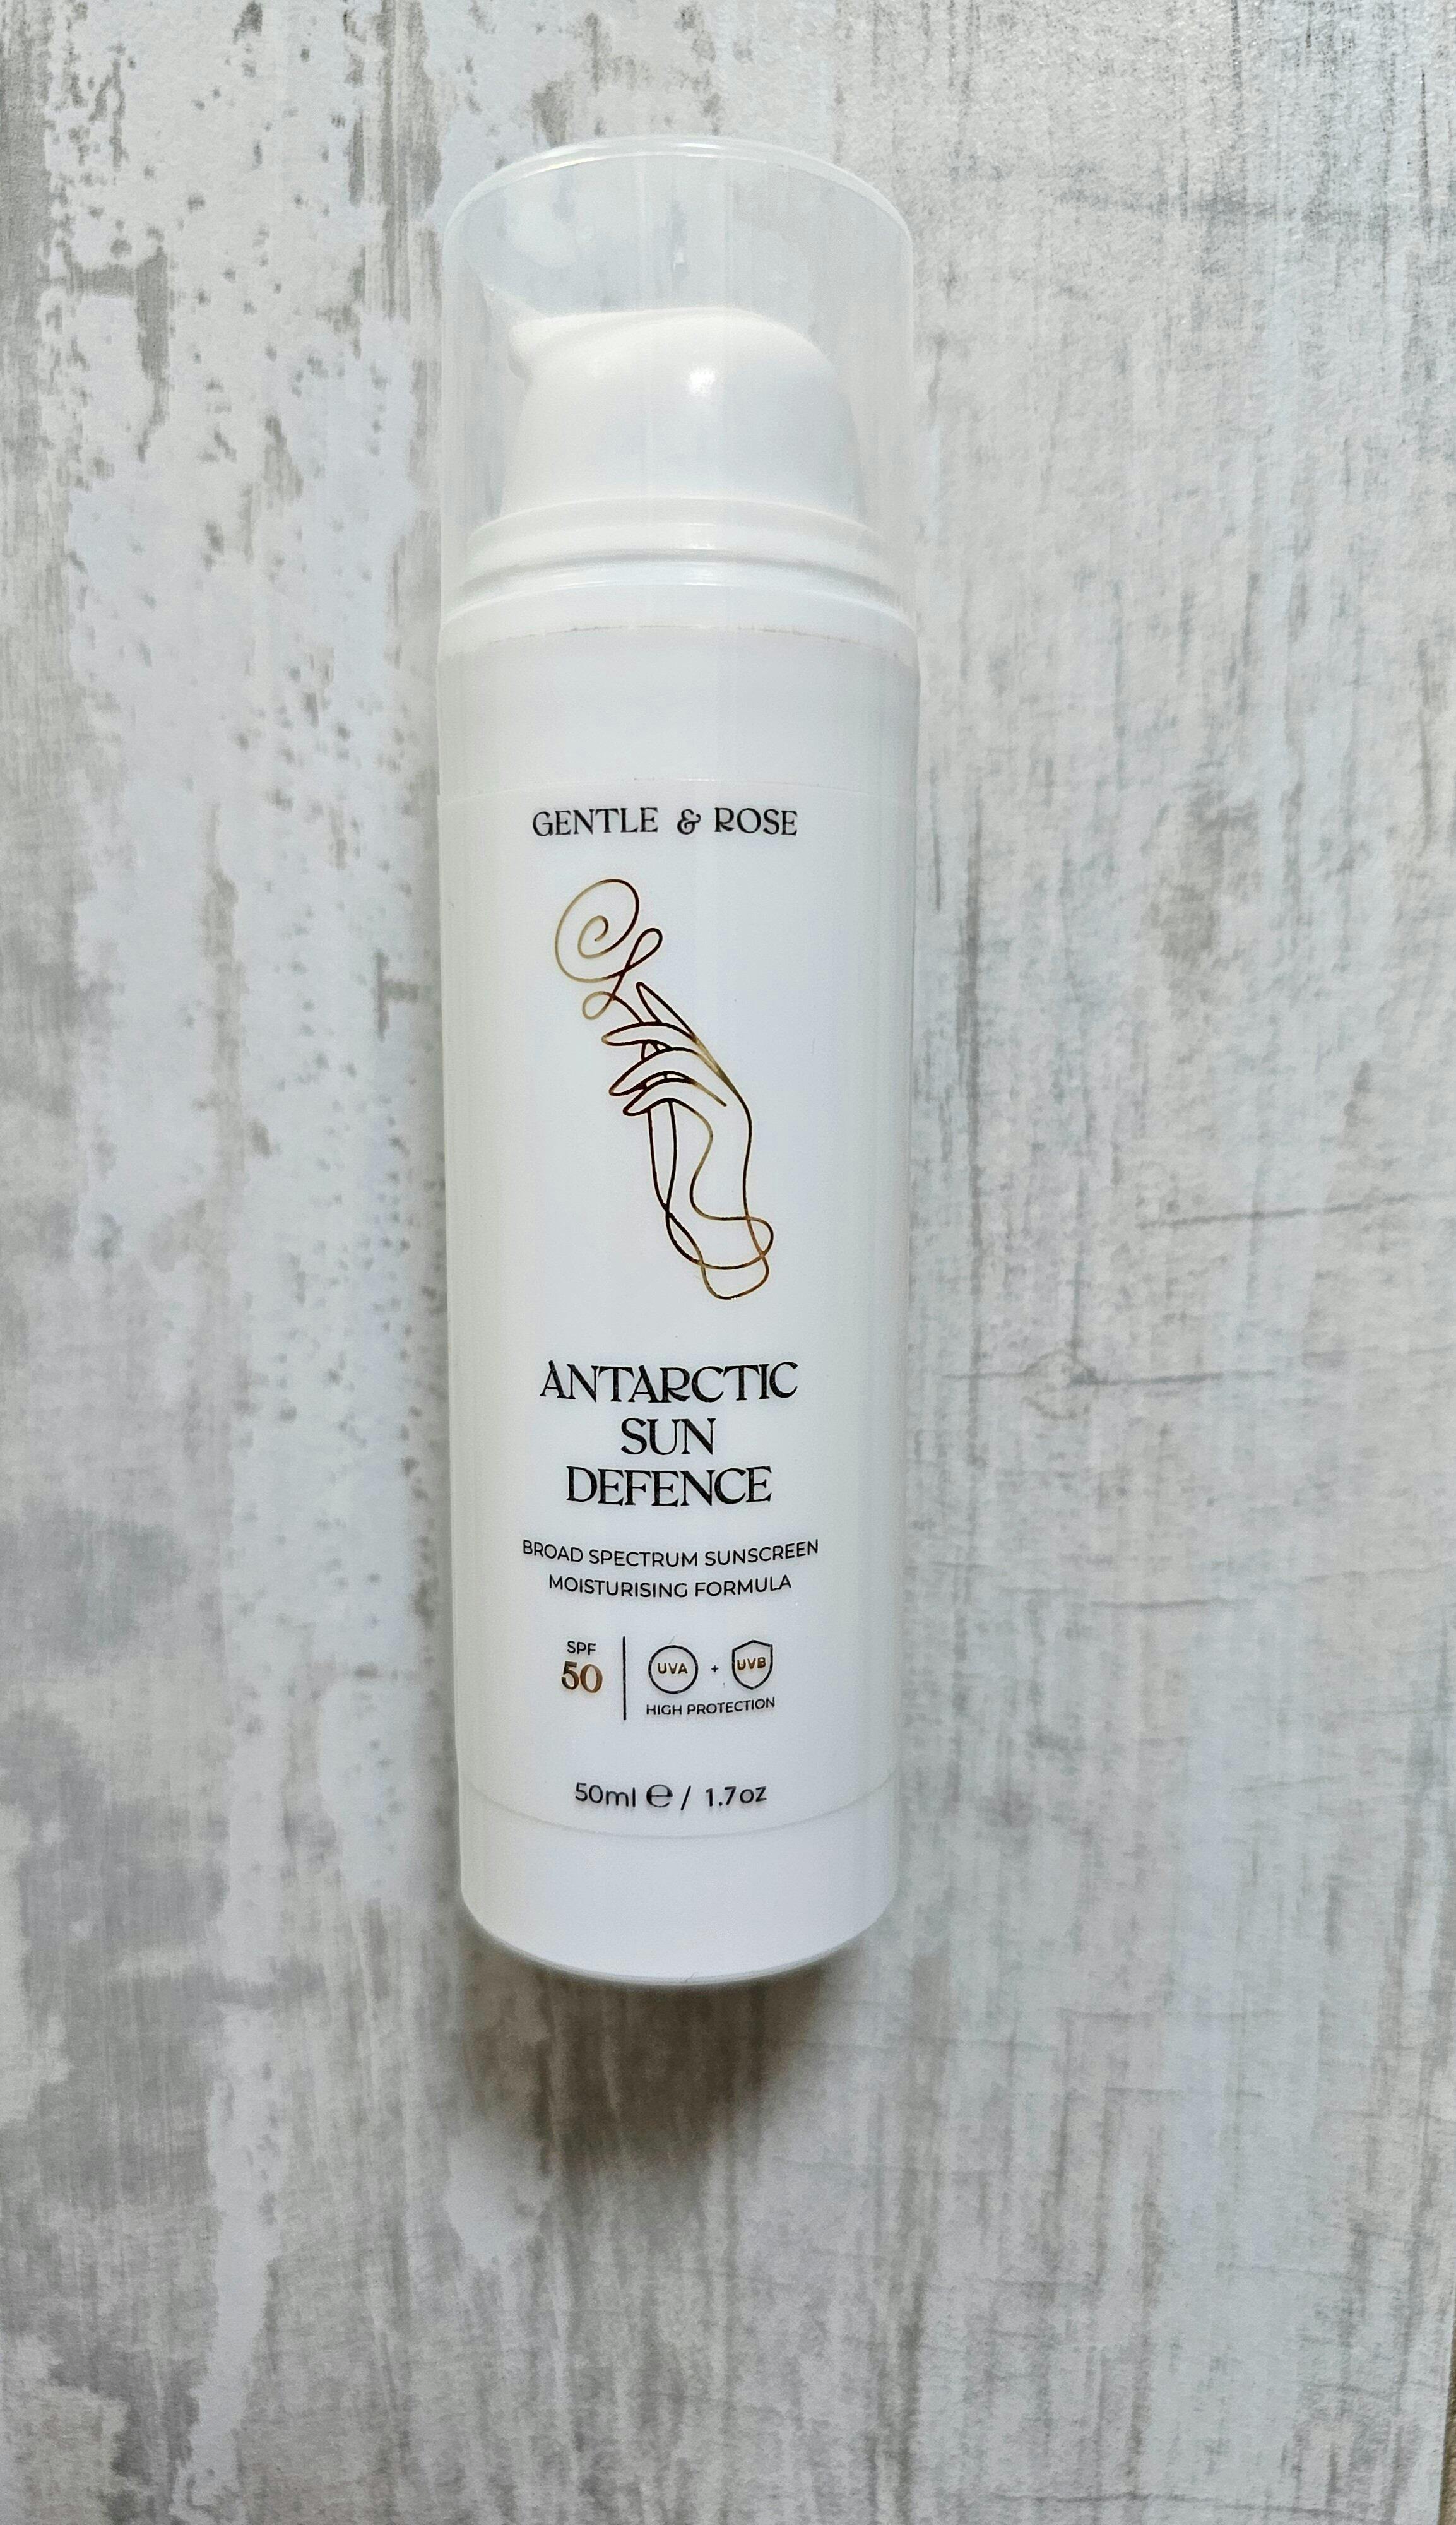 GENTLE & ROSE
ANTARCTIC
SUN
DEFENCE
BROAD SPECTRUM SUNSCREEN
MOISTURISING FORMULA
SPF
50
UVA + UVB
HIGH PROTECTION
50ml ℮ / 1.7oz